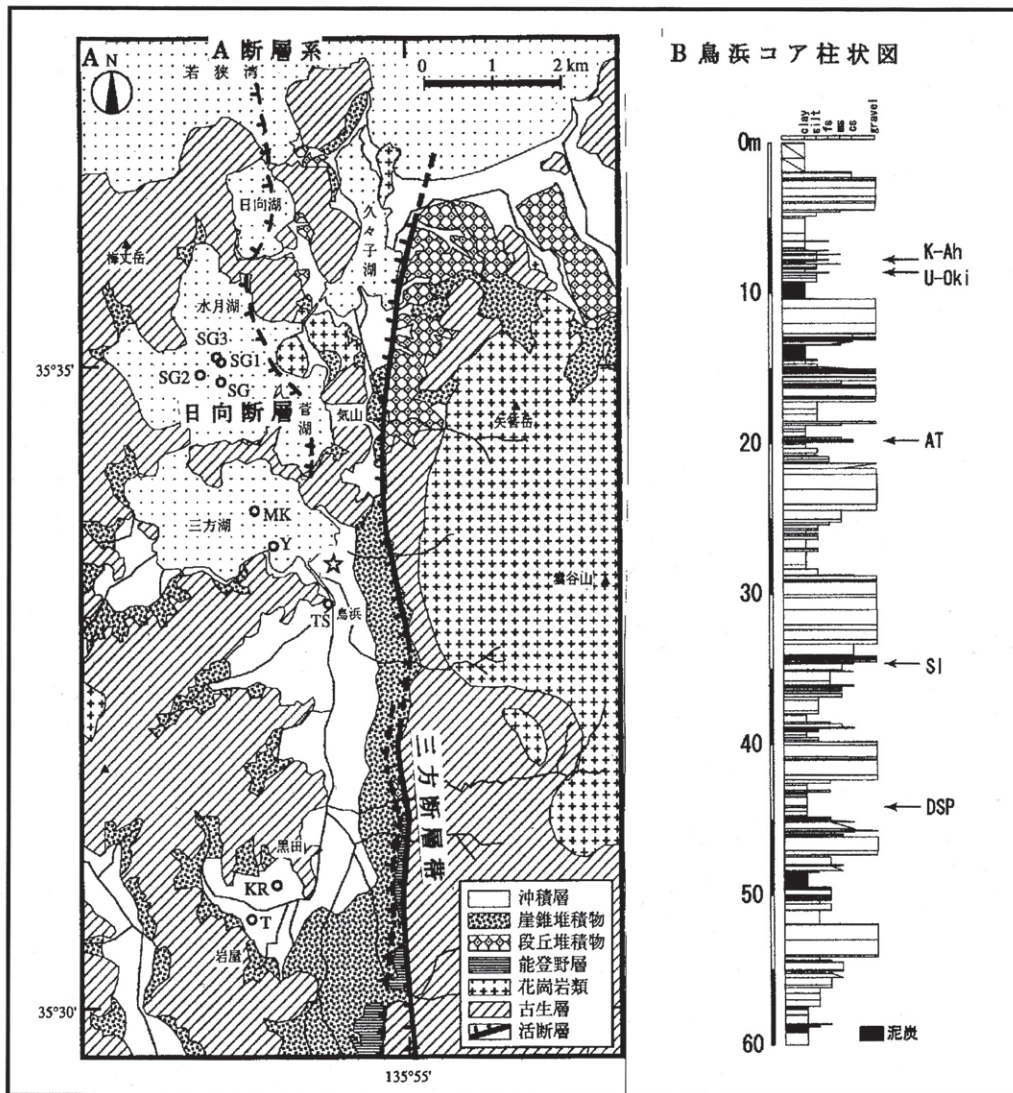 A
A断層系
N
若狭湾
0 1 2 km
日向湖
久々子湖
梅丈岳
水月湖
SG3
SG1
SG2
SG
35°35'
日向断層
菅湖
気山
矢筈岳
三方湖
MK
Y
雲谷山
TS
鳥浜
三方断層帯
黒田
KR
T
岩屋
35°30'
135°55'
沖積層
崖錐堆積物
段丘堆積物
能登野層
花崗岩類
古生層
活断層
B 鳥浜コア柱状図
clay
silt
fs
ms
cs
gravel
0m
K-Ah
U-Oki
10
AT
20
30
SI
40
DSP
50
60
泥炭